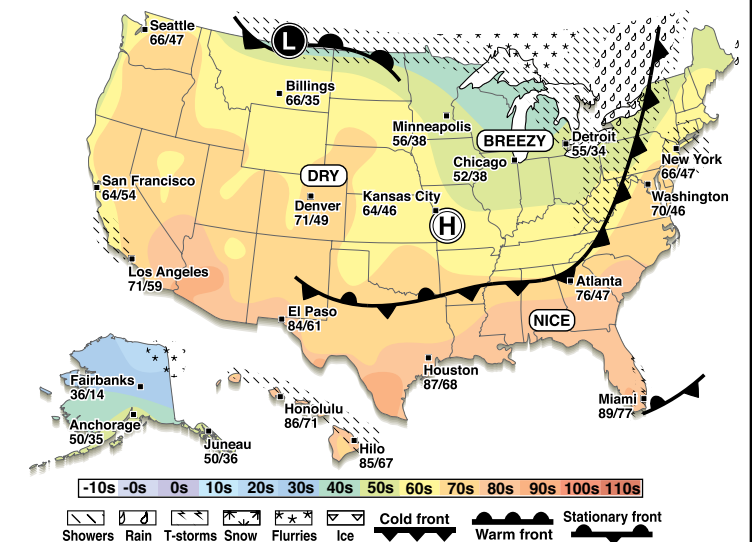 Seattle
66/47
L
Billings
66/35
Minneapolis
56/38
BREEZY
Detroit
55/34
Chicago
52/38
New York
66/47
San Francisco
64/54
DRY
Denver
71/49
Kansas City
64/46
H
Washington
70/46
Los Angeles
71/59
El Paso
84/61
Atlanta
76/47
NICE
Houston
87/68
Miami
89/77
Fairbanks
36/14
Anchorage
50/35
Juneau
50/36
Honolulu
86/71
Hilo
85/67
-10s -0s 0s 10s 20s 30s 40s 50s 60s 70s 80s 90s 100s 110s
Showers Rain T-storms Snow Flurries Ice
Cold front
Warm front
Stationary front